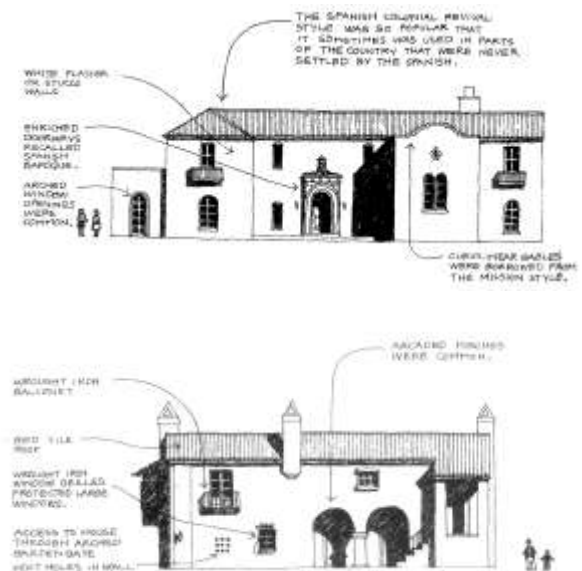 THE SPANISH COLONIAL REVIVAL
STYLE WAS SO POPULAR THAT
IT SOMETIMES WAS USED IN PARTS
OF THE COUNTRY THAT WERE NEVER
SETTLED BY THE SPANISH.
WHITE PLASTER
OR STUCCO
WALLS
ENRICHED
DOORWAYS
RECALLED
SPANISH
BAROQUE.
ARCHED
WINDOW
OPENINGS
WERE
COMMON.
CURVILINEAR GABLES
WERE BORROWED FROM
THE MISSION STYLE.
ARCADED PORCHES
WERE COMMON.
WROUGHT IRON
BALCONET
RED TILE
ROOF
WROUGHT IRON
WINDOW GRILLES
PROTECTED LARGE
WINDOWS.
ACCESS TO HOUSE
THROUGH ARCHED
GARDEN GATE
VENT HOLES IN WALL